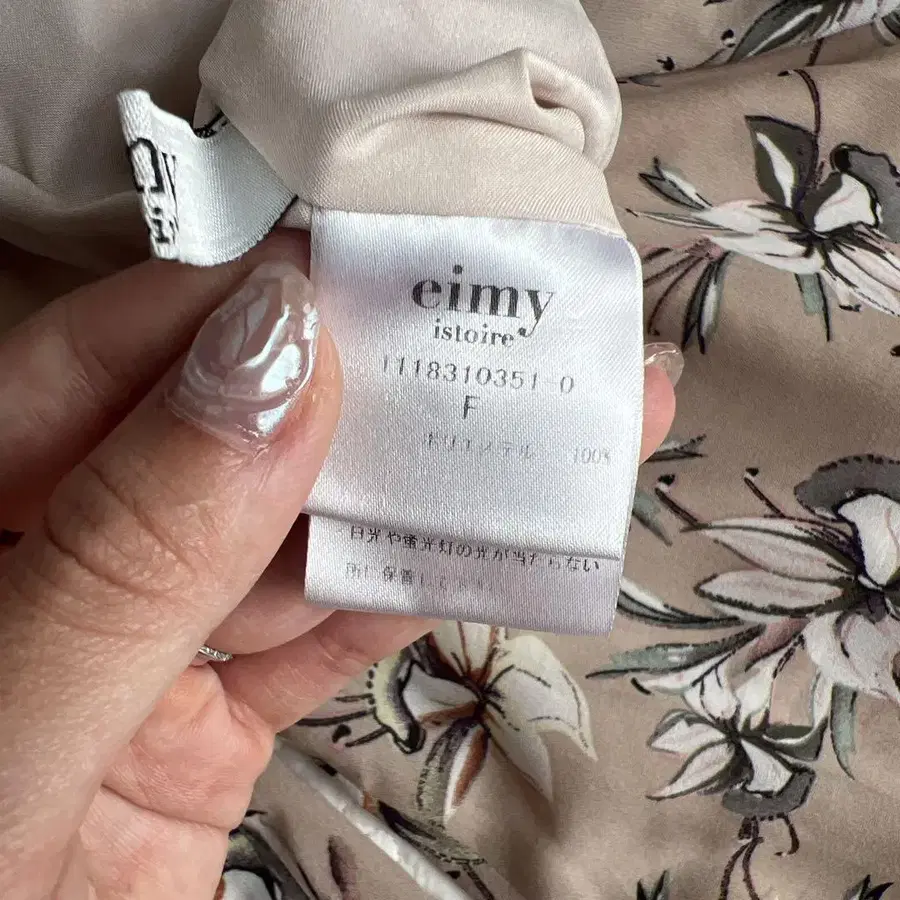 eimy
istoire
1118310351-0
F
ポリエステル 100%
日光や蛍光灯の光が当たらない